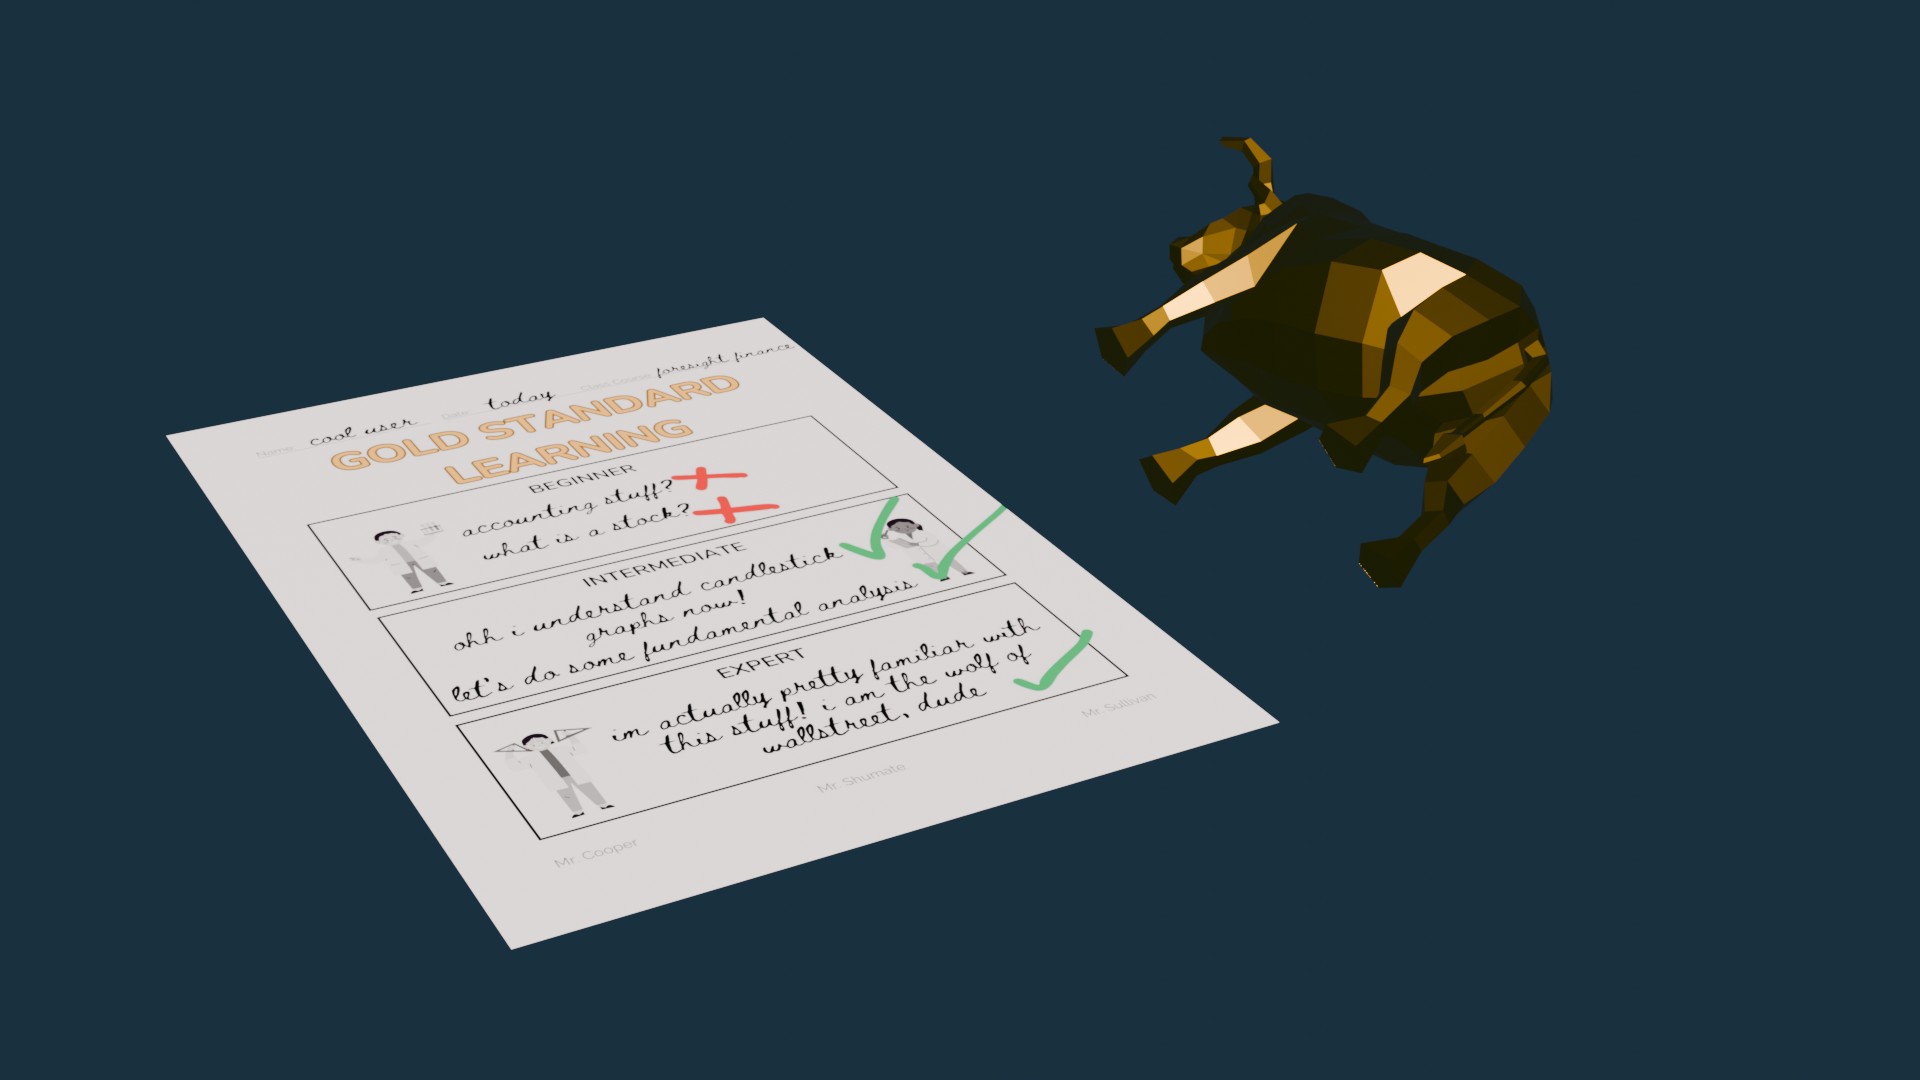 Name: cool user Date: today Class Course: foresight finance
GOLD STANDARD
LEARNING
BEGINNER
accounting stuff?
what is a stock?
INTERMEDIATE
ohh i understand candlestick
graphs now!
let's do some fundamental analysis
EXPERT
im actually pretty familiar with
this stuff! i am the wolf of
wallstreet, dude
Mr. Cooper
Mr. Shumate
Mr. Sullivan